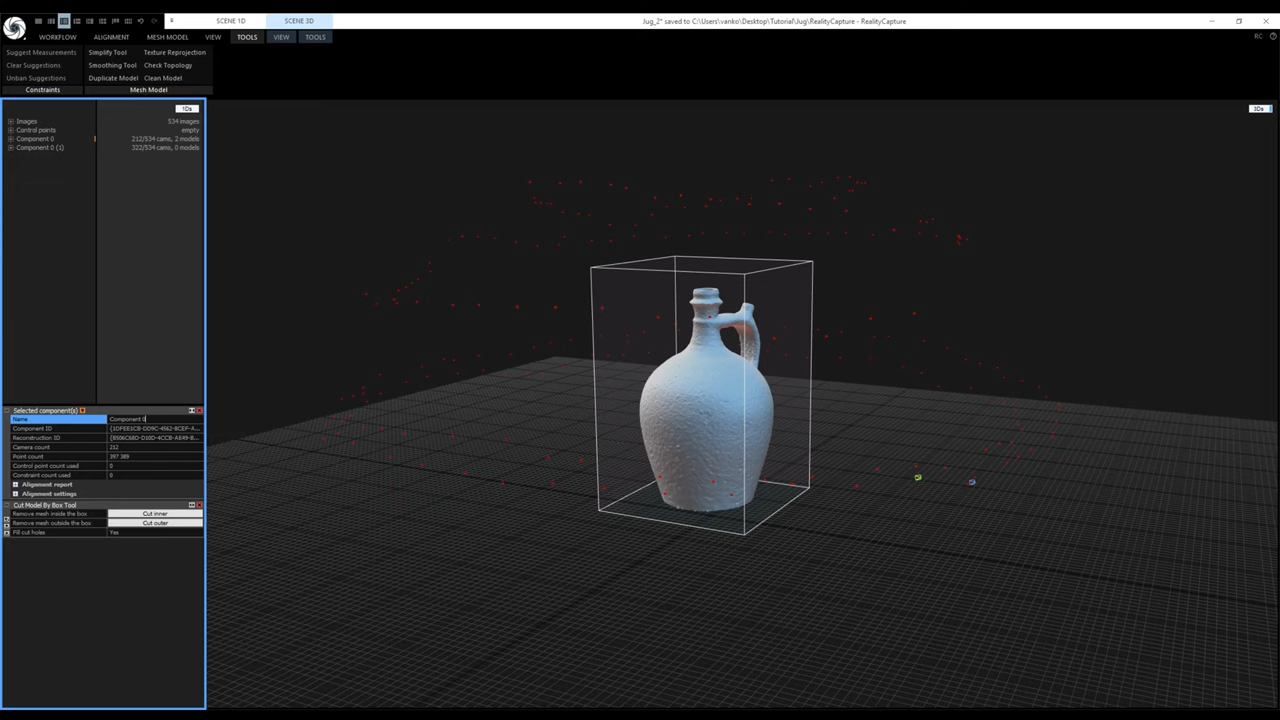 SCENE 1D SCENE 3D Jug_2* saved to C:\Users\vanko\Desktop\Tutorial\Jug\RealityCapture - RealityCapture
WORKFLOW ALIGNMENT MESH MODEL VIEW TOOLS VIEW TOOLS RC
Suggest Measurements Simplify Tool Texture Reprojection
Clear Suggestions Smoothing Tool Check Topology
Unban Suggestions Duplicate Model Clean Model
Constraints Mesh Model
1Ds 3Ds
Images 534 images
Control points empty
Component 0 212/534 cams, 2 models
Component 0 (1) 322/534 cams, 0 models
Selected component(s)
Name Component 0
Component ID
Reconstruction ID
Camera count 212
Point count 397 389
Control point count used 0
Constraint count used 0
Alignment report
Alignment settings
Cut Model By Box Tool
Remove mesh inside the box Cut inner
Remove mesh outside the box Cut outer
Fill cut holes Yes